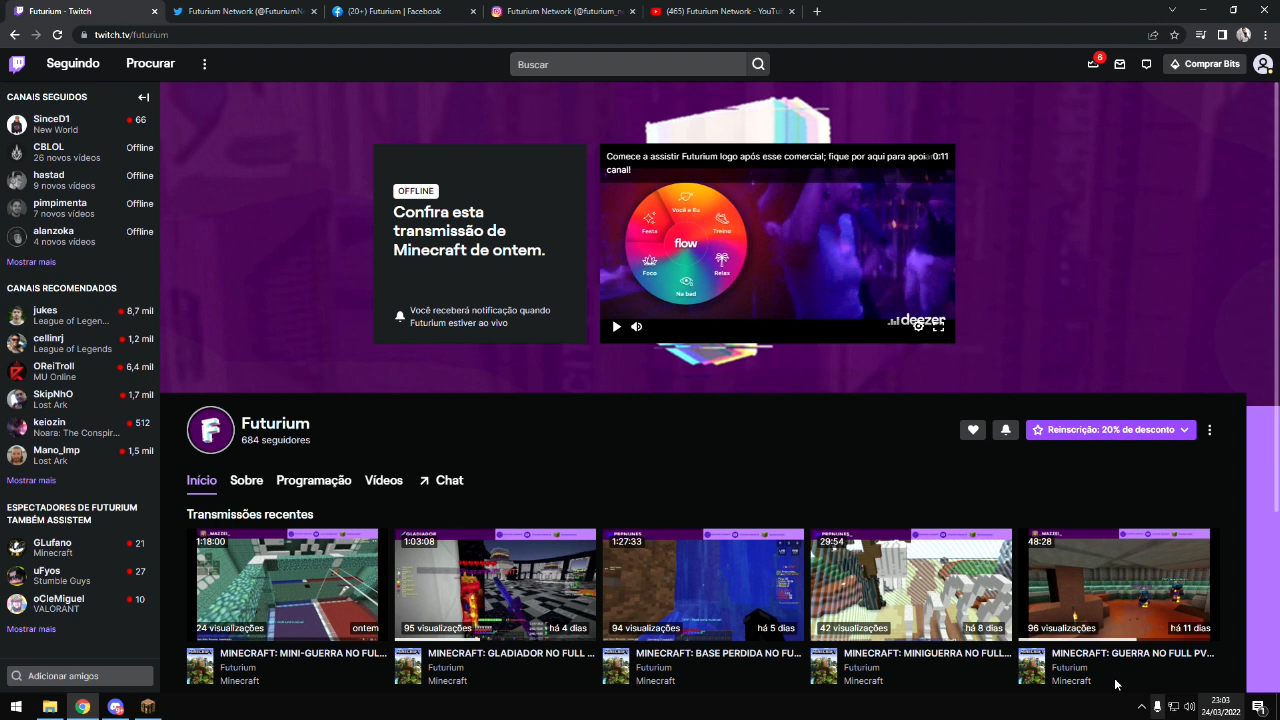 Futurium - Twitch
Futurium Network (@FuturiumN
(20+) Futurium | Facebook
Futurium Network (@futurium_n
(465) Futurium Network - YouTu
twitch.tv/futurium
Seguindo
Procurar
Buscar
8
Comprar Bits
CANAIS SEGUIDOS
SinceD1
66
New World
CBLOL
Offline
26 novos vídeos
hastad
Offline
9 novos vídeos
pimpimenta
Offline
7 novos vídeos
alanzoka
Offline
4 novos vídeos
Mostrar mais
CANAIS RECOMENDADOS
jukes
8,7 mil
League of Legen...
cellinrj
1,2 mil
League of Legends
OReiTroll
6,4 mil
MU Online
SkipNhO
1,7 mil
Lost Ark
keiozin
512
Noara: The Conspir...
Mano_Imp
1,5 mil
Lost Ark
Mostrar mais
ESPECTADORES DE FUTURIUM
TAMBÉM ASSISTEM
GLufano
21
Minecraft
uFyos
27
Stumble Guys
oCleMiguel
10
VALORANT
Mostrar mais
Adicionar amigos
OFFLINE
Confira esta
transmissão de
Minecraft de ontem.
Você receberá notificação quando
Futurium estiver ao vivo
Comece a assistir Futurium logo após esse comercial; fique por aqui para apoi 0:11
canal!
Você e Eu
Festa
Treino
flow
Foco
Relax
Na bad
deezer
Futurium
684 seguidores
Reinscrição: 20% de desconto
Início
Sobre
Programação
Vídeos
Chat
Transmissões recentes
1:18:00
24 visualizações
ontem
MINECRAFT: MINI-GUERRA NO FUL...
Futurium
Minecraft
GLADIADOR
1:03:08
95 visualizações
há 4 dias
MINECRAFT: GLADIADOR NO FULL ...
Futurium
Minecraft
PEPNUNES
1:27:33
94 visualizações
há 5 dias
MINECRAFT: BASE PERDIDA NO FU...
Futurium
Minecraft
PEPNUNES
29:54
42 visualizações
há 8 dias
MINECRAFT: MINIGUERRA NO FULL...
Futurium
Minecraft
48:28
96 visualizações
há 11 dias
MINECRAFT: GUERRA NO FULL PV...
Futurium
Minecraft
23:03
24/03/2022